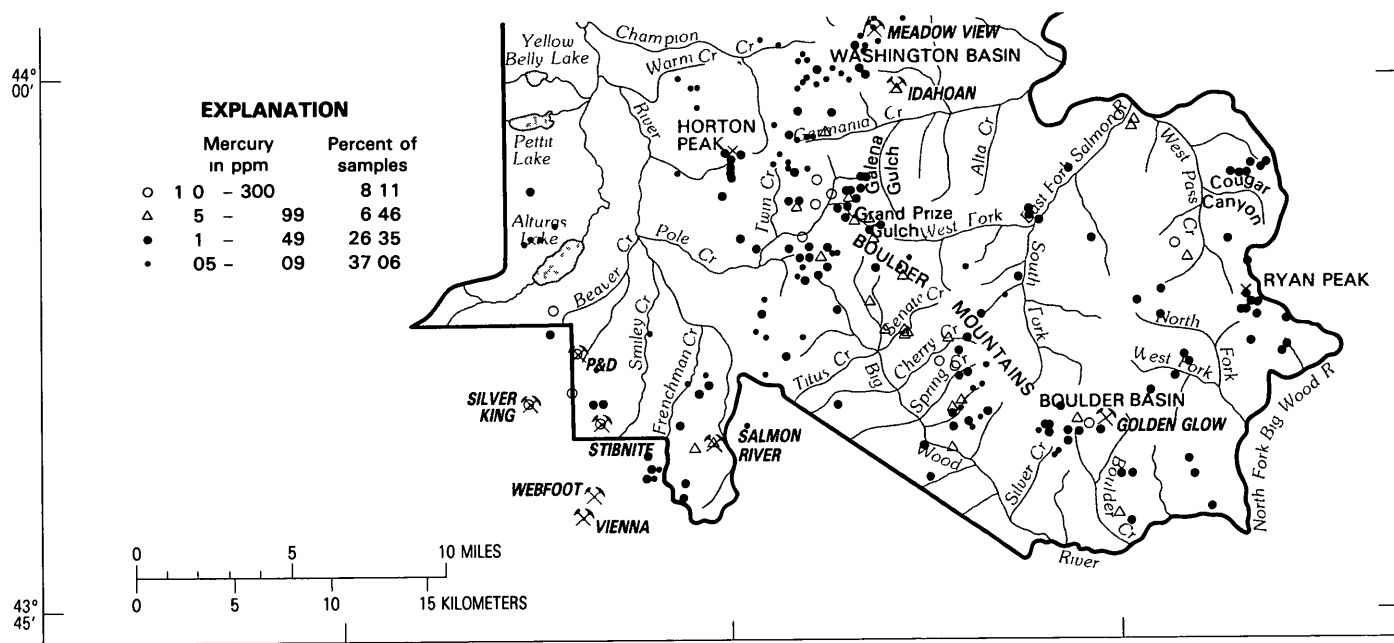 44°
00'
EXPLANATION
Mercury
in ppm
Percent of
samples
1 0 – 300 8 11
5 – 99 6 46
1 – 49 26 35
05 – 09 37 06
Yellow
Belly Lake
Champion
Cr
Warm Cr
River
HORTON
PEAK
Pettit
Lake
Alturas
Lake
Beaver Cr
Pole Cr
Twin Cr
Smiley Cr
Frenchman Cr
MEADOW VIEW
WASHINGTON BASIN
IDAHOAN
Germania Cr
Galena
Gulch
Alta Cr
East Fork Salmon R
West Pass
Cr
Cougar
Canyon
Grand Prize
Gulch
West Fork
BOULDER
MOUNTAINS
South
Fork
RYAN PEAK
North
Fork
West Fork
Senate Cr
Cherry Cr
Titus Cr
Big
Spring Cr
Wood
River
BOULDER BASIN
GOLDEN GLOW
Silver Cr
Boulder
Cr
North Fork Big Wood R
P&D
SILVER
KING
STIBNITE
SALMON
RIVER
WEBFOOT
VIENNA
0 5 10 MILES
0 5 10 15 KILOMETERS
43°
45'